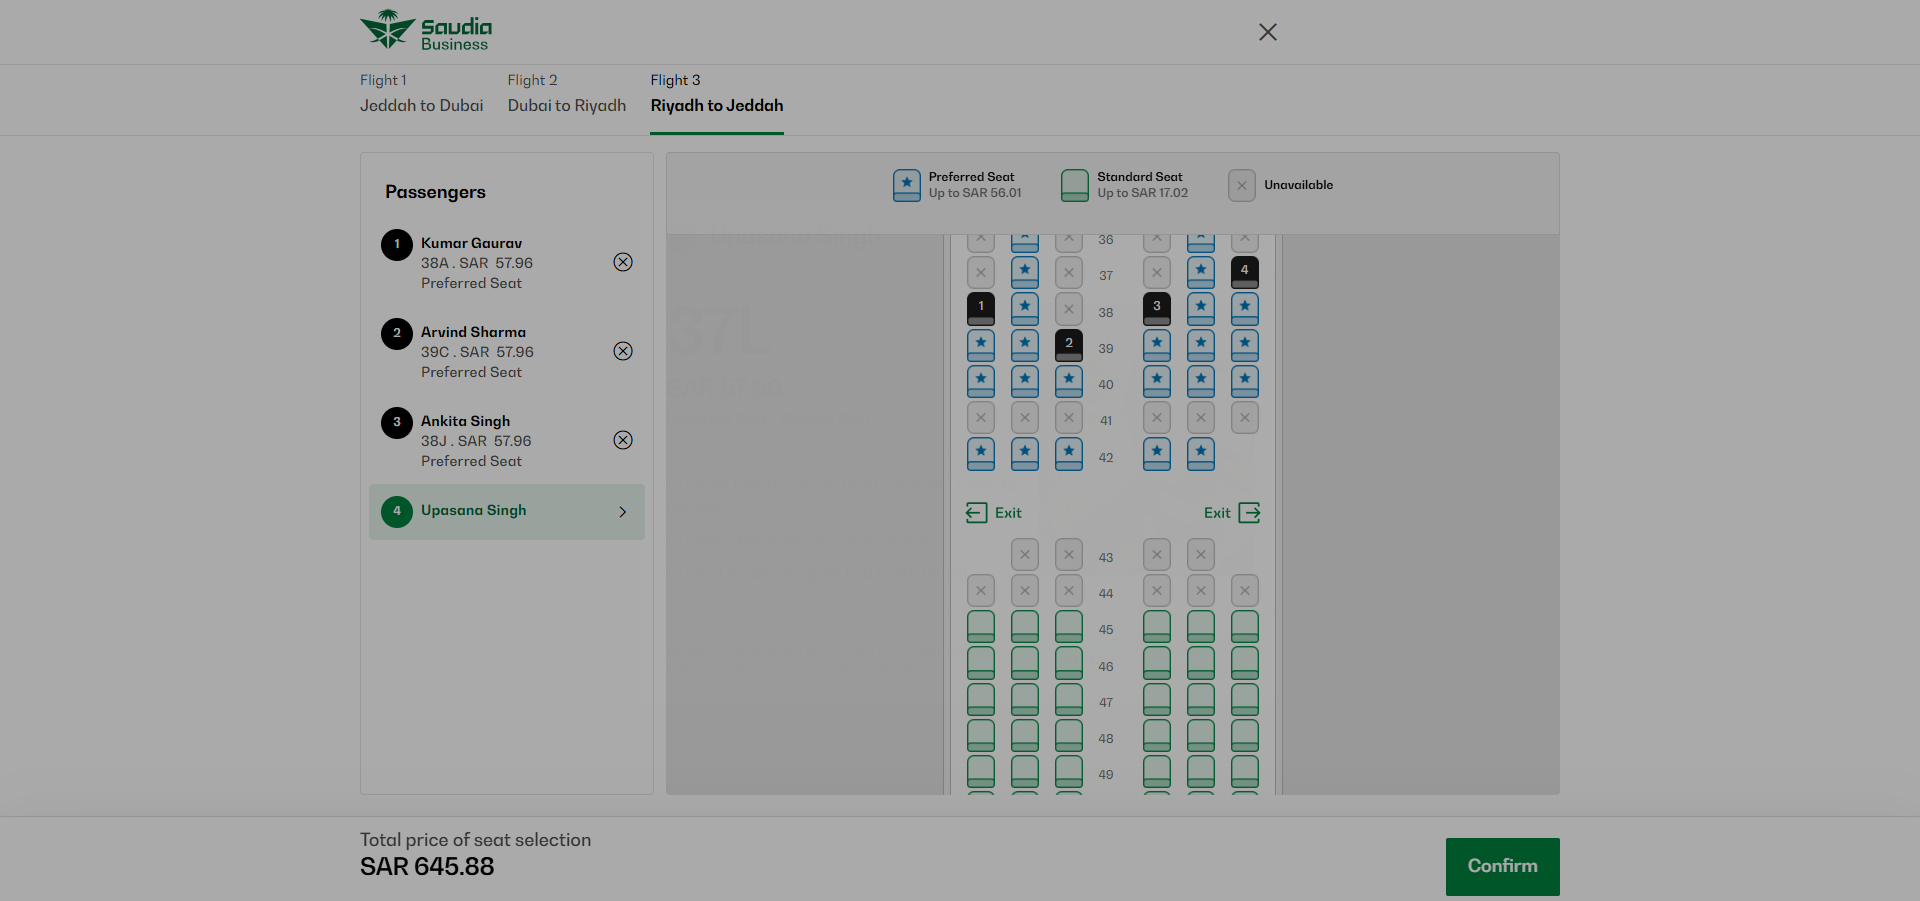 Saudia
Business
Flight 1
Jeddah to Dubai
Flight 2
Dubai to Riyadh
Flight 3
Riyadh to Jeddah
Passengers
1
Kumar Gaurav
38A . SAR 57.96
Preferred Seat
2
Arvind Sharma
39C . SAR 57.96
Preferred Seat
3
Ankita Singh
38J . SAR 57.96
Preferred Seat
4
Upasana Singh
Preferred Seat
Up to SAR 56.01
Standard Seat
Up to SAR 17.02
Unavailable
Upasana Singh
37L
36
37
4
1
38
3
2
39
40
41
42
Exit
Exit
43
44
45
46
47
48
49
Total price of seat selection
SAR 645.88
Confirm